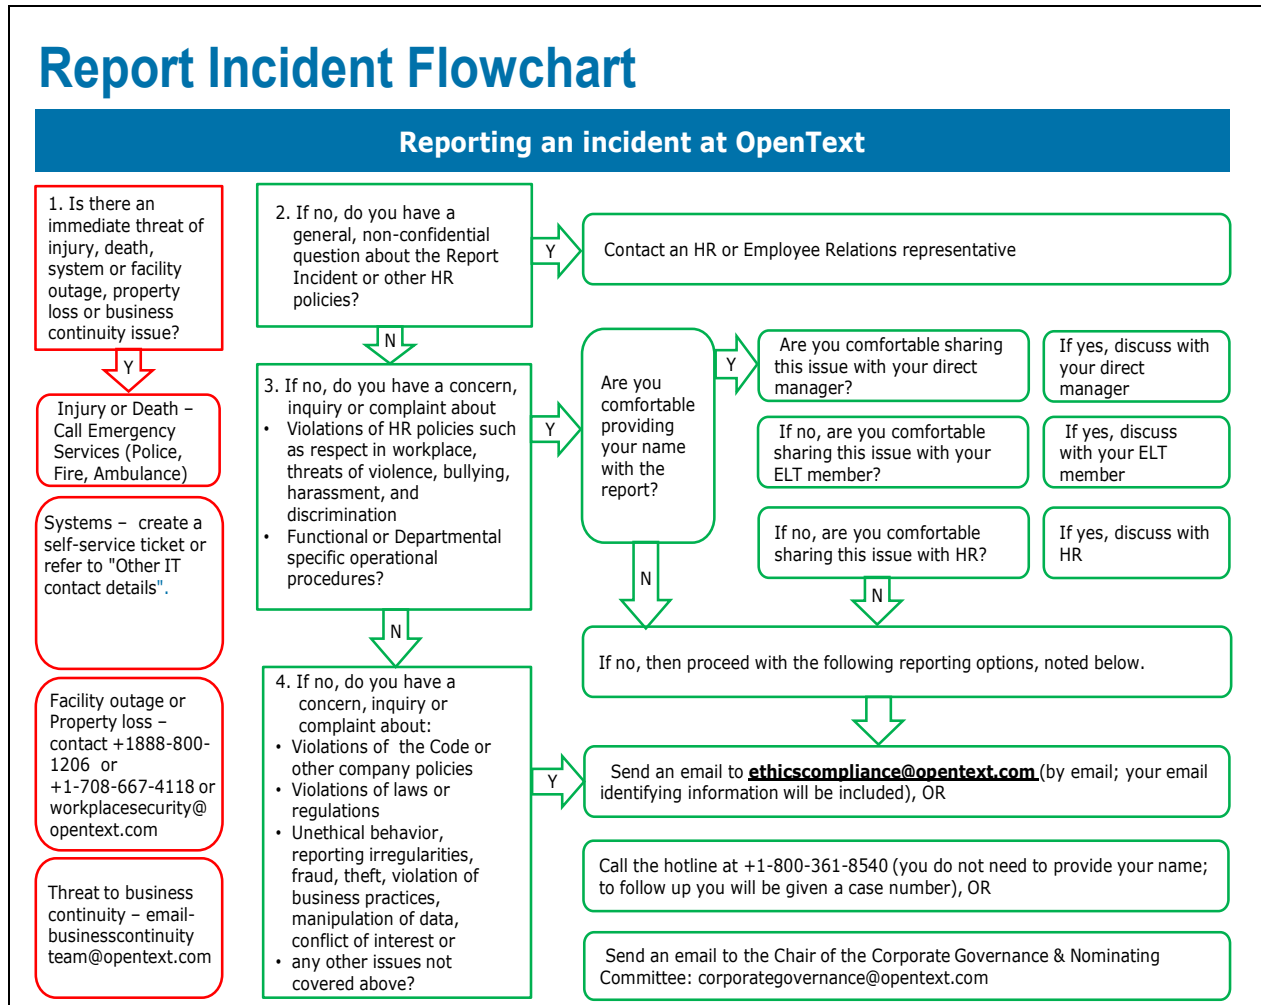 Report Incident Flowchart
Reporting an incident at OpenText
1. Is there an
immediate threat of
injury, death,
system or facility
outage, property
loss or business
continuity issue?
Y
Injury or Death –
Call Emergency
Services (Police,
Fire, Ambulance)
Systems – create a
self-service ticket or
refer to "Other IT
contact details".
Facility outage or
Property loss –
contact +1888-800-
1206 or
+1-708-667-4118 or
workplacesecurity@
opentext.com
Threat to business
continuity – email-
businesscontinuity
team@opentext.com
2. If no, do you have a
general, non-confidential
question about the Report
Incident or other HR
policies?
Y
Contact an HR or Employee Relations representative
N
3. If no, do you have a concern,
inquiry or complaint about
• Violations of HR policies such
as respect in workplace,
threats of violence, bullying,
harassment, and
discrimination
• Functional or Departmental
specific operational
procedures?
Y
Are you
comfortable
providing
your name
with the
report?
Y
Are you comfortable sharing
this issue with your direct
manager?
If yes, discuss with
your direct
manager
If no, are you comfortable
sharing this issue with your
ELT member?
If yes, discuss
with your ELT
member
If no, are you comfortable
sharing this issue with HR?
If yes, discuss with
HR
N
N
If no, then proceed with the following reporting options, noted below.
N
4. If no, do you have a
concern, inquiry or
complaint about:
• Violations of the Code or
other company policies
• Violations of laws or
regulations
• Unethical behavior,
reporting irregularities,
fraud, theft, violation of
business practices,
manipulation of data,
conflict of interest or
• any other issues not
covered above?
Y
Send an email to ethicscompliance@opentext.com (by email; your email
identifying information will be included), OR
Call the hotline at +1-800-361-8540 (you do not need to provide your name;
to follow up you will be given a case number), OR
Send an email to the Chair of the Corporate Governance & Nominating
Committee: corporategovernance@opentext.com